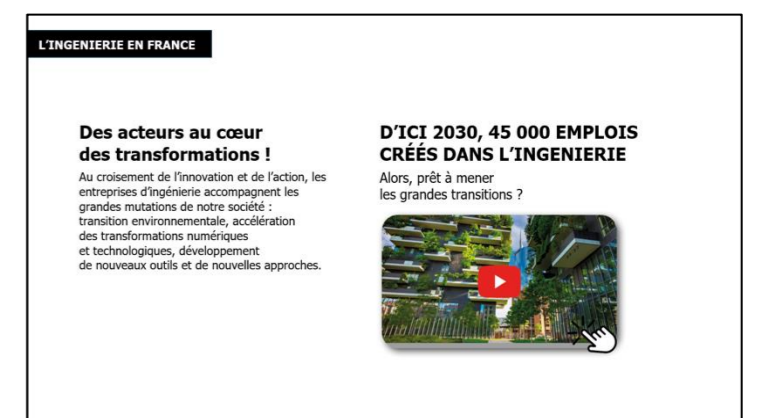 L'INGENIERIE EN FRANCE
Des acteurs au cœur
des transformations !
Au croisement de l'innovation et de l'action, les
entreprises d'ingénierie accompagnent les
grandes mutations de notre société :
transition environnementale, accélération
des transformations numériques
et technologiques, développement
de nouveaux outils et de nouvelles approches.
D'ICI 2030, 45 000 EMPLOIS
CRÉÉS DANS L'INGENIERIE
Alors, prêt à mener
les grandes transitions ?